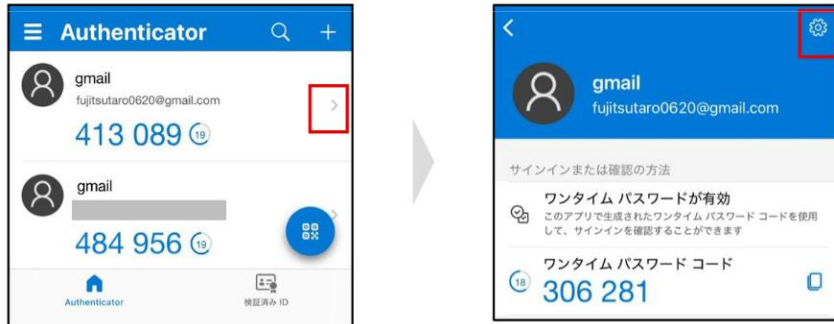 Authenticator
gmail
fujitsutaro0620@gmail.com
413 089 19
gmail
484 956 19
Authenticator
検証済み ID
gmail
fujitsutaro0620@gmail.com
サインインまたは確認の方法
ワンタイム パスワードが有効
このアプリで生成されたワンタイム パスワード コードを使用
して、サインインを確認することができます
ワンタイム パスワード コード
18 306 281